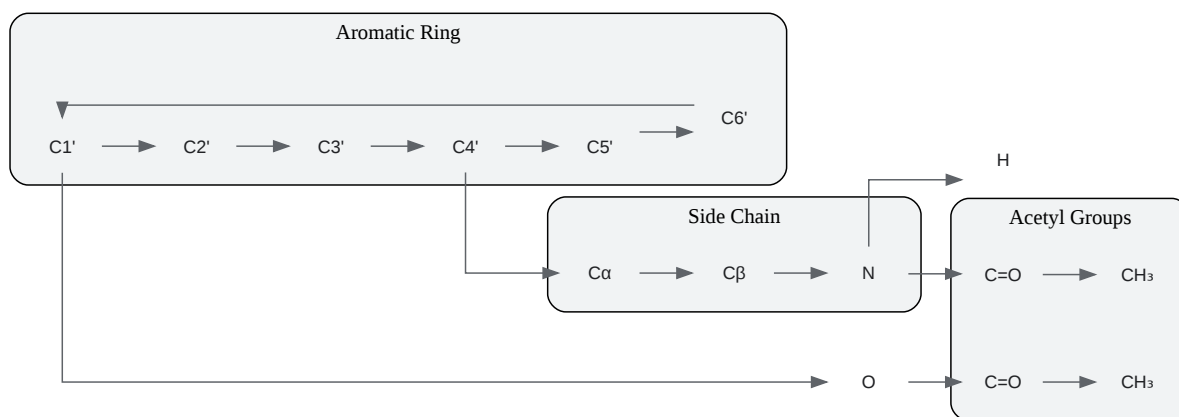 Aromatic Ring
C6'
C1' C2' C3' C4' C5'
H
Side Chain
Acetyl Groups
Cα Cβ N C=O CH₃
O C=O CH₃